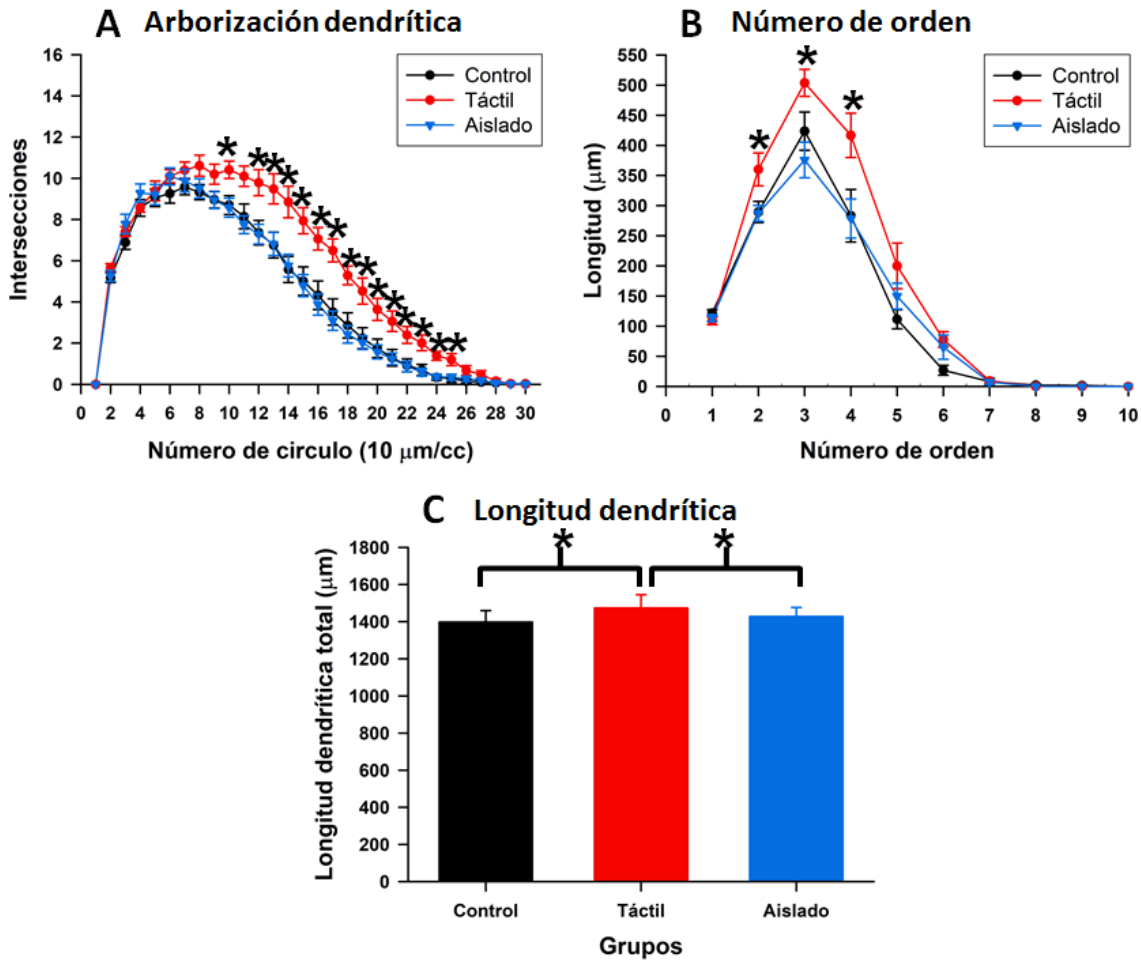 A Arborización dendrítica
16
14
12
10
8
6
4
2
0
Intersecciones
Control
Táctil
Aislado
* * * * * * * * * * * * * * *
2 4 6 8 10 12 14 16 18 20 22 24 26 28 30
Número de circulo (10 μm/cc)
B Número de orden
550
500
450
400
350
300
250
200
150
100
50
0
Longitud (μm)
Control
Táctil
Aislado
* * *
0 1 2 3 4 5 6 7 8 9 10
Número de orden
C Longitud dendrítica
1800
1600
1400
1200
1000
800
600
400
200
0
Longitud dendrítica total (μm)
* *
Control Táctil Aislado
Grupos